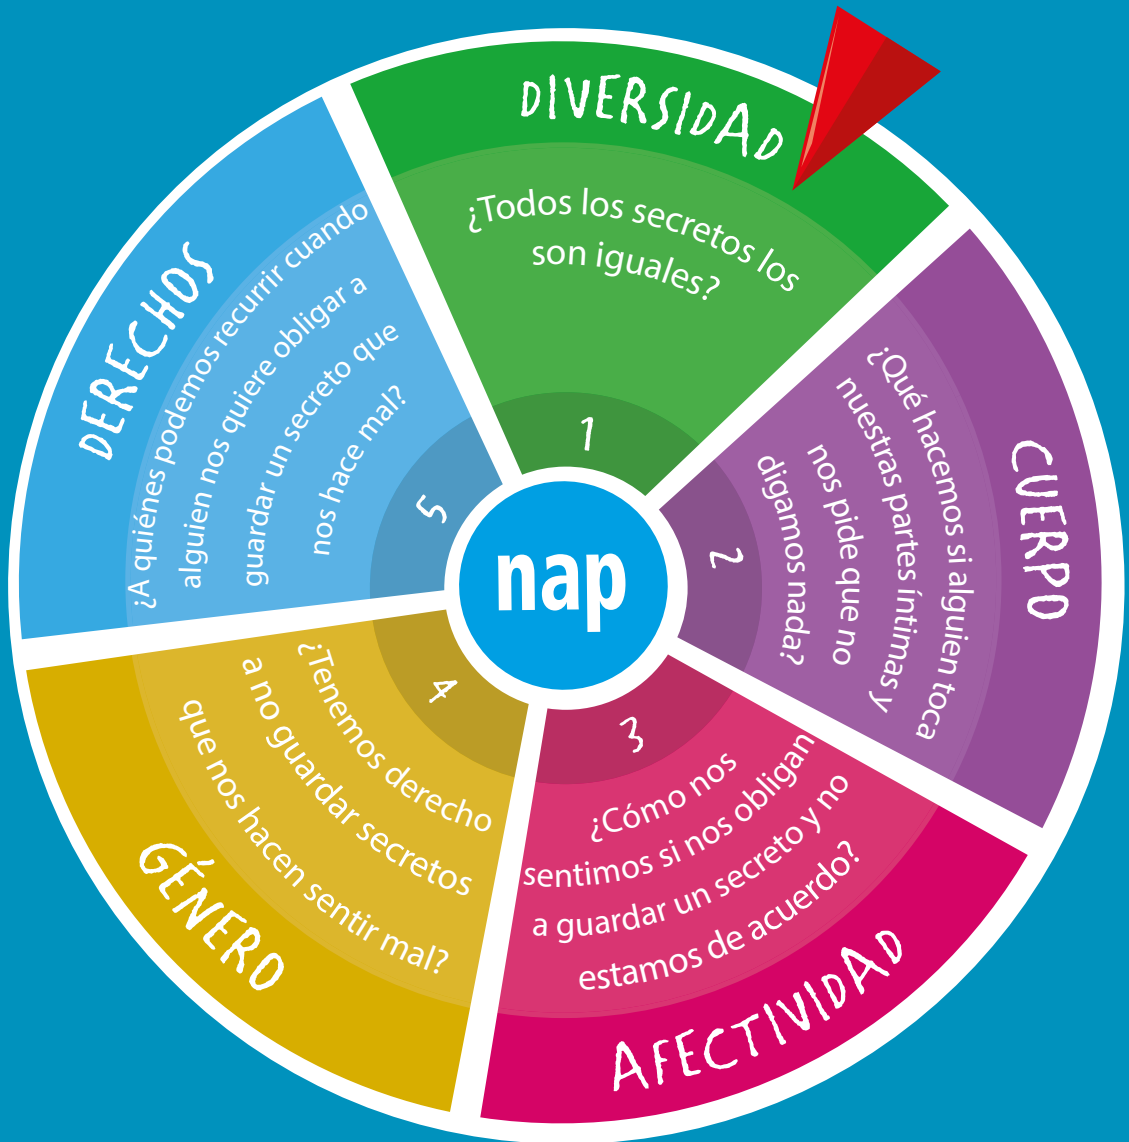 DIVERSIDAD
¿Todos los secretos los
son iguales?
1
CUERPO
¿Qué hacemos si alguien toca
nuestras partes íntimas y
nos pide que no
digamos nada?
2
AFECTIVIDAD
3
¿Cómo nos
sentimos si nos obligan
a guardar un secreto y no
estamos de acuerdo?
GÉNERO
4
¿Tenemos derecho
a no guardar secretos
que nos hacen sentir mal?
DERECHOS
¿A quiénes podemos recurrir cuando
alguien nos quiere obligar a
guardar un secreto que
nos hace mal?
5
nap